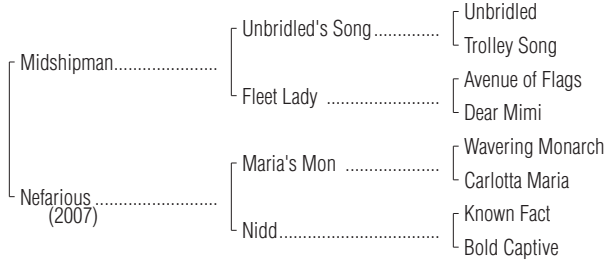 Unbridled
Unbridled's Song..............
Trolley Song
Midshipman......................
Avenue of Flags
Fleet Lady ........................
Dear Mimi
Wavering Monarch
Maria's Mon ....................
Carlotta Maria
Nefarious..........................
(2007)
Known Fact
Nidd..................................
Bold Captive